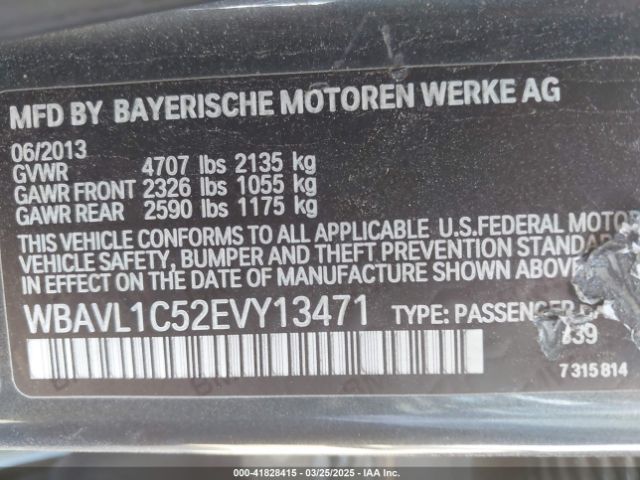 MFD BY BAYERISCHE MOTOREN WERKE AG
06/2013
GVWR 4707 lbs 2135 kg
GAWR FRONT 2326 lbs 1055 kg
GAWR REAR 2590 lbs 1175 kg
THIS VEHICLE CONFORMS TO ALL APPLICABLE U.S.FEDERAL MOTOR
VEHICLE SAFETY, BUMPER AND THEFT PREVENTION STANDA
IN EFFECT ON THE DATE OF MANUFACTURE SHOWN ABOVE.
WBAVL1C52EVY13471 TYPE: PASSENGER
839
7 315 814
000-41828415 — 03/25/2025 — IAAI.COM